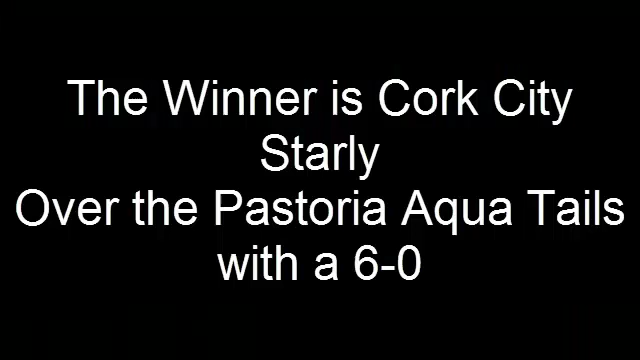 The Winner is Cork City
Starly
Over the Pastoria Aqua Tails
with a 6-0